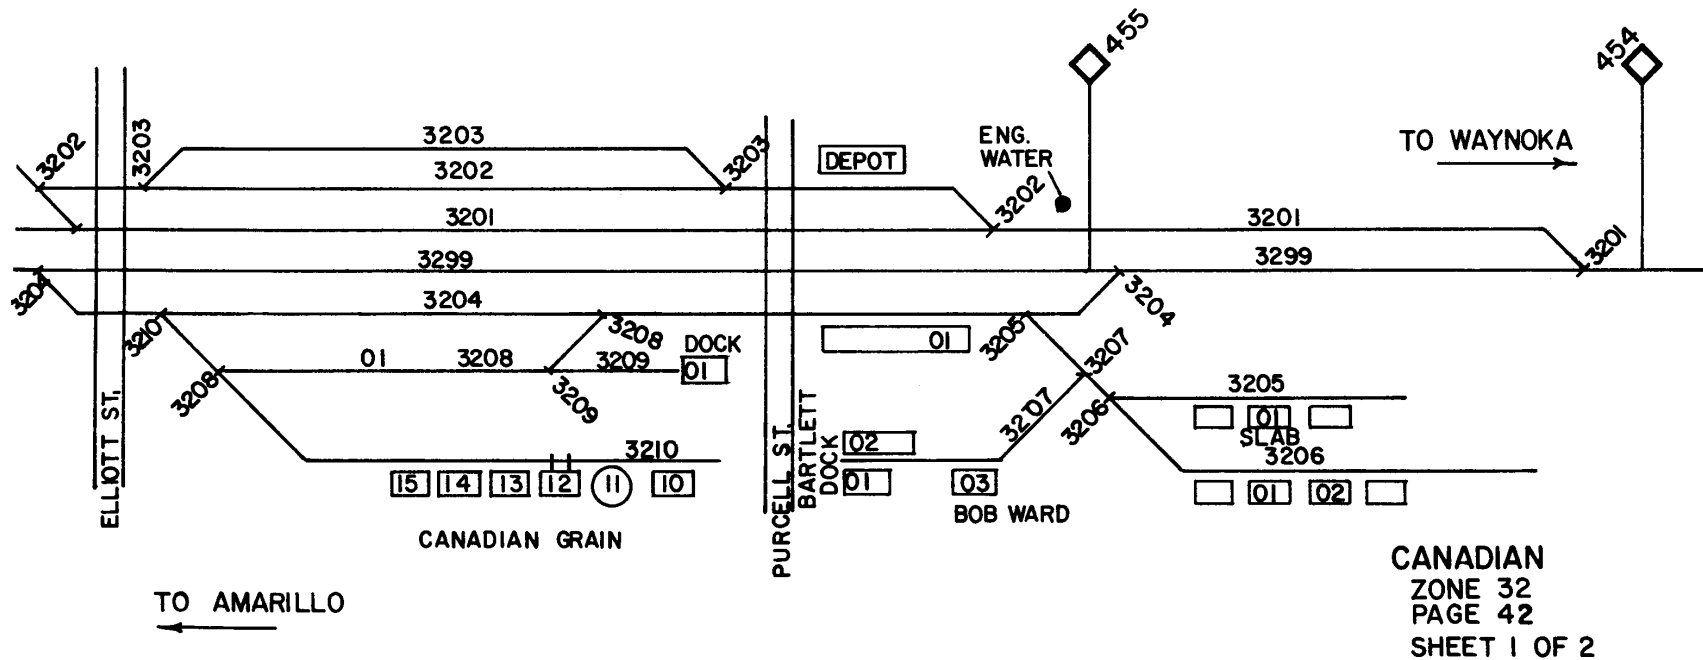 455
454
3202
3203
3203
3202
3203
DEPOT
ENG.
WATER
3202
TO WAYNOKA
3201
3201
3201
3299
3299
3204
3204
3204
3210
3208
01
3208
3209
DOCK
01
3208
3209
01
3205
3207
3207
3206
3205
01
SLAB
3206
01
02
ELLIOTT ST.
3210
15
14
13
12
11
10
CANADIAN GRAIN
PURCELL ST.
BARTLETT
DOCK
02
01
03
BOB WARD
TO AMARILLO
CANADIAN
ZONE 32
PAGE 42
SHEET 1 OF 2